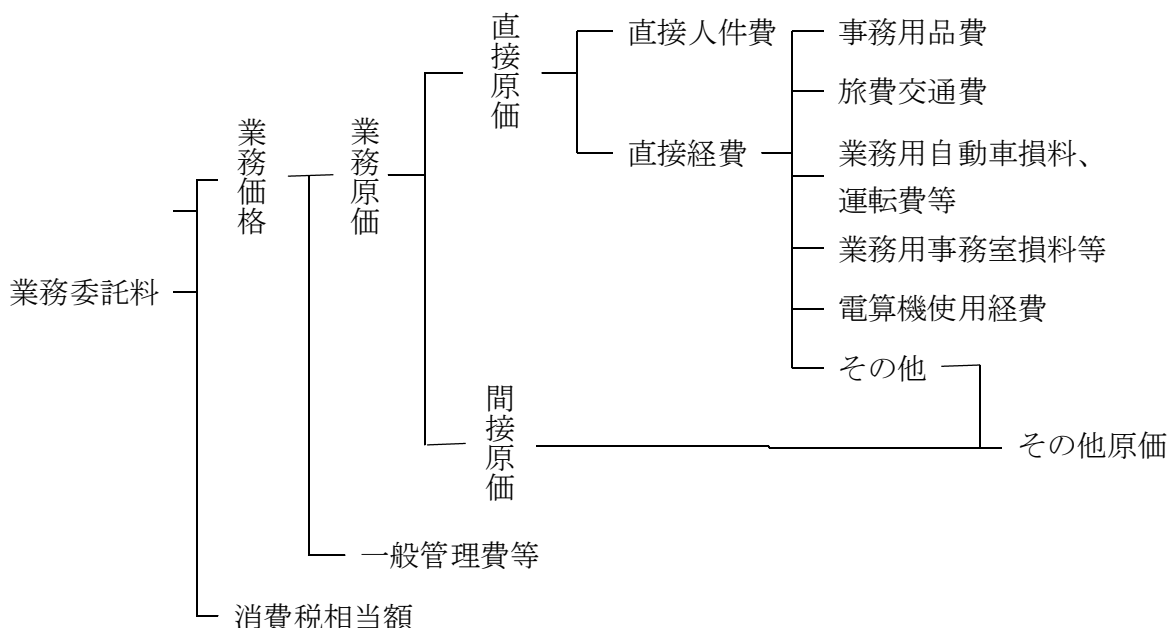 直接原価
直接人件費
事務用品費
旅費交通費
業務価格
業務原価
直接経費
業務用自動車損料、
運転費等
業務用事務室損料等
業務委託料
電算機使用経費
その他
間接原価
その他原価
一般管理費等
消費税相当額